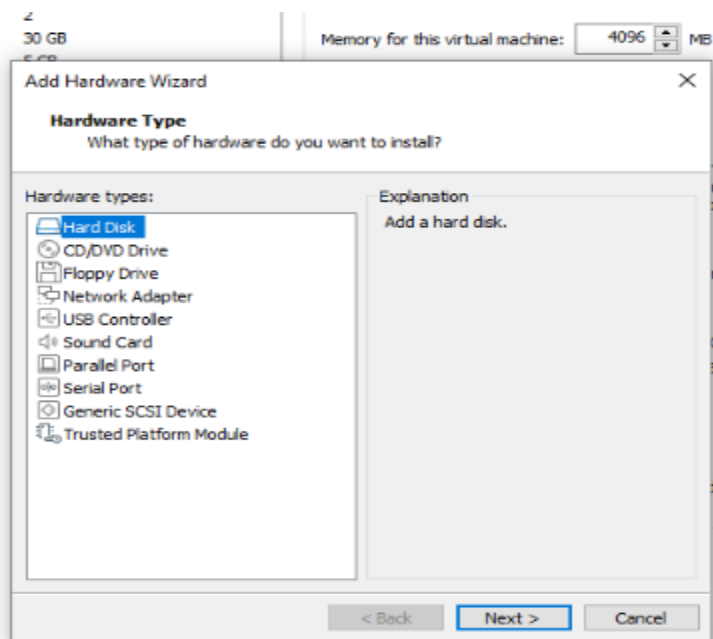 2
30 GB
Memory for this virtual machine: 4096 MB
Add Hardware Wizard
Hardware Type
What type of hardware do you want to install?
Hardware types:
Explanation
Hard Disk
Add a hard disk.
CD/DVD Drive
Floppy Drive
Network Adapter
USB Controller
Sound Card
Parallel Port
Serial Port
Generic SCSI Device
Trusted Platform Module
< Back
Next >
Cancel